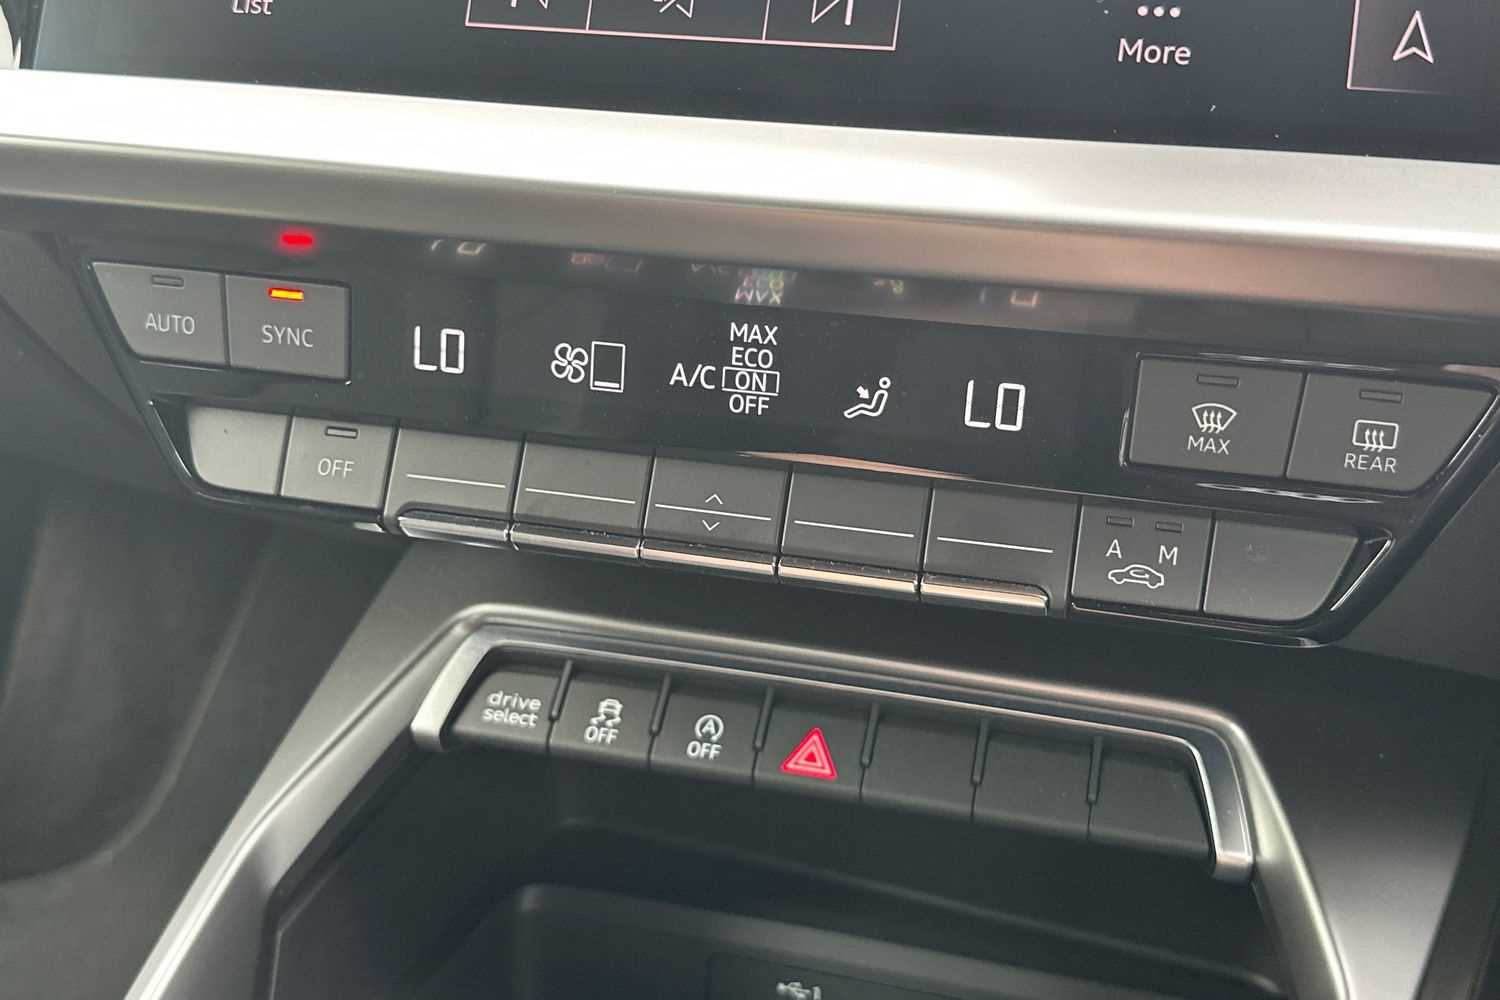 List
More
AUTO
SYNC
LO
A/C
MAX
ECO
ON
OFF
LO
MAX
REAR
OFF
A M
drive
select
OFF
A
OFF